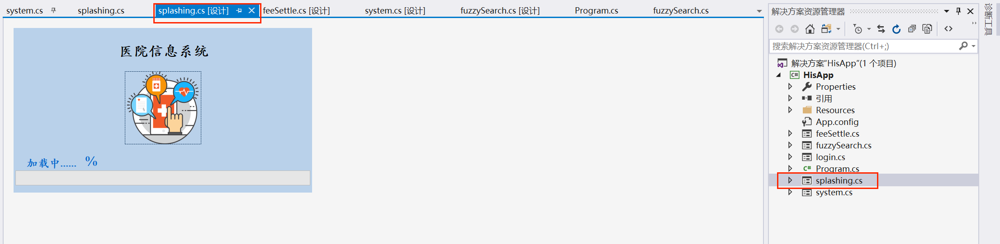 system.cs
splashing.cs
splashing.cs [设计]
feeSettle.cs [设计]
system.cs [设计]
fuzzySearch.cs [设计]
Program.cs
fuzzySearch.cs
医院信息系统
加载中...... %
解决方案资源管理器
搜索解决方案资源管理器(Ctrl+;)
解决方案"HisApp"(1 个项目)
C# HisApp
Properties
引用
Resources
App.config
feeSettle.cs
fuzzySearch.cs
login.cs
C# Program.cs
splashing.cs
system.cs
诊断工具